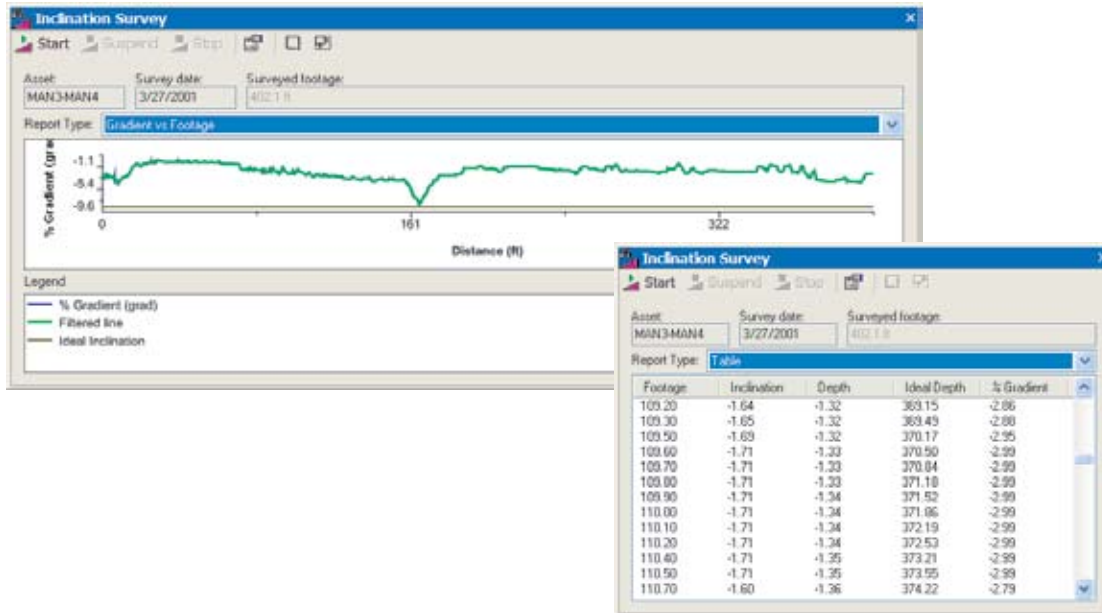 Inclination Survey
Start Suspend Stop
Asset: Survey date: Surveyed footage:
MAN3-MAN4 3/27/2001 402.1 ft
Report Type: Gradient vs Footage
% Gradient (gra
-1.1
-5.4
-9.6
0 161 322
Distance (ft)
Legend
% Gradient (grad)
Filtered line
Ideal Inclination
Inclination Survey
Start Suspend Stop
Asset: Survey date: Surveyed footage:
MAN3-MAN4 3/27/2001 402.1 ft
Report Type: Table
Footage Inclination Depth Ideal Depth % Gradient
109.20 -1.64 -1.32 369.15 -2.86
109.30 -1.65 -1.32 369.49 -2.88
109.50 -1.69 -1.32 370.17 -2.95
109.60 -1.71 -1.33 370.50 -2.99
109.70 -1.71 -1.33 370.84 -2.99
109.80 -1.71 -1.33 371.18 -2.99
109.90 -1.71 -1.34 371.52 -2.99
110.00 -1.71 -1.34 371.86 -2.99
110.10 -1.71 -1.34 372.19 -2.99
110.20 -1.71 -1.34 372.53 -2.99
110.40 -1.71 -1.35 373.21 -2.99
110.50 -1.71 -1.35 373.55 -2.99
110.70 -1.60 -1.36 374.22 -2.79